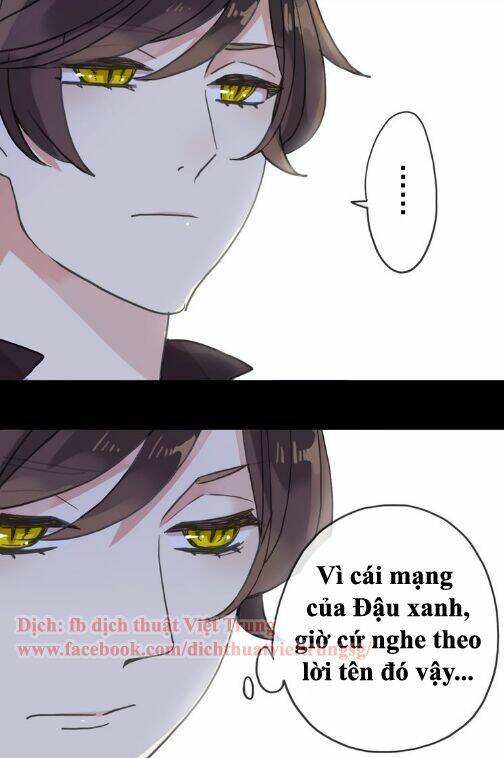 ......
Vì cái mạng
của Đậu xanh,
giờ cứ nghe theo
lời tên đó vậy...
Dịch: fb dịch thuật Việt Trung
www.facebook.com/dichthuatviettrungsg/